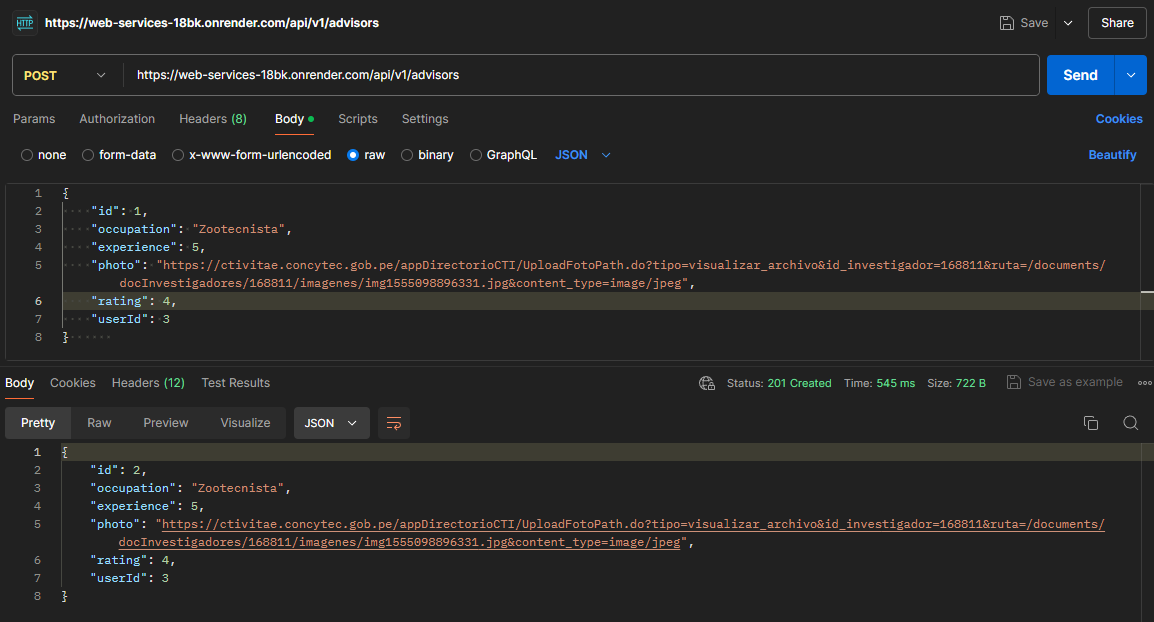 HTTP https://web-services-18bk.onrender.com/api/v1/advisors Save Share
POST https://web-services-18bk.onrender.com/api/v1/advisors Send
Params Authorization Headers (8) Body Scripts Settings Cookies
none form-data x-www-form-urlencoded raw binary GraphQL JSON Beautify
1 {
2 "id": 1,
3 "occupation": "Zootecnista",
4 "experience": 5,
5 "photo": "https://ctivitae.concytec.gob.pe/appDirectorioCTI/UploadFotoPath.do?tipo=visualizar_archivo&id_investigador=168811&ruta=/documents/
docInvestigadores/168811/imagenes/img1555098896331.jpg&content_type=image/jpeg",
6 "rating": 4,
7 "userId": 3
8 }
Body Cookies Headers (12) Test Results Status: 201 Created Time: 545 ms Size: 722 B Save as example
Pretty Raw Preview Visualize JSON
1 {
2 "id": 2,
3 "occupation": "Zootecnista",
4 "experience": 5,
5 "photo": "https://ctivitae.concytec.gob.pe/appDirectorioCTI/UploadFotoPath.do?tipo=visualizar_archivo&id_investigador=168811&ruta=/documents/
docInvestigadores/168811/imagenes/img1555098896331.jpg&content_type=image/jpeg",
6 "rating": 4,
7 "userId": 3
8 }